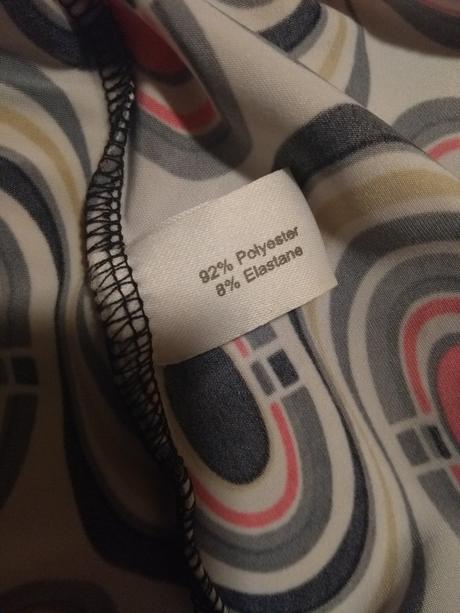 92% Polyester
8% Elastane